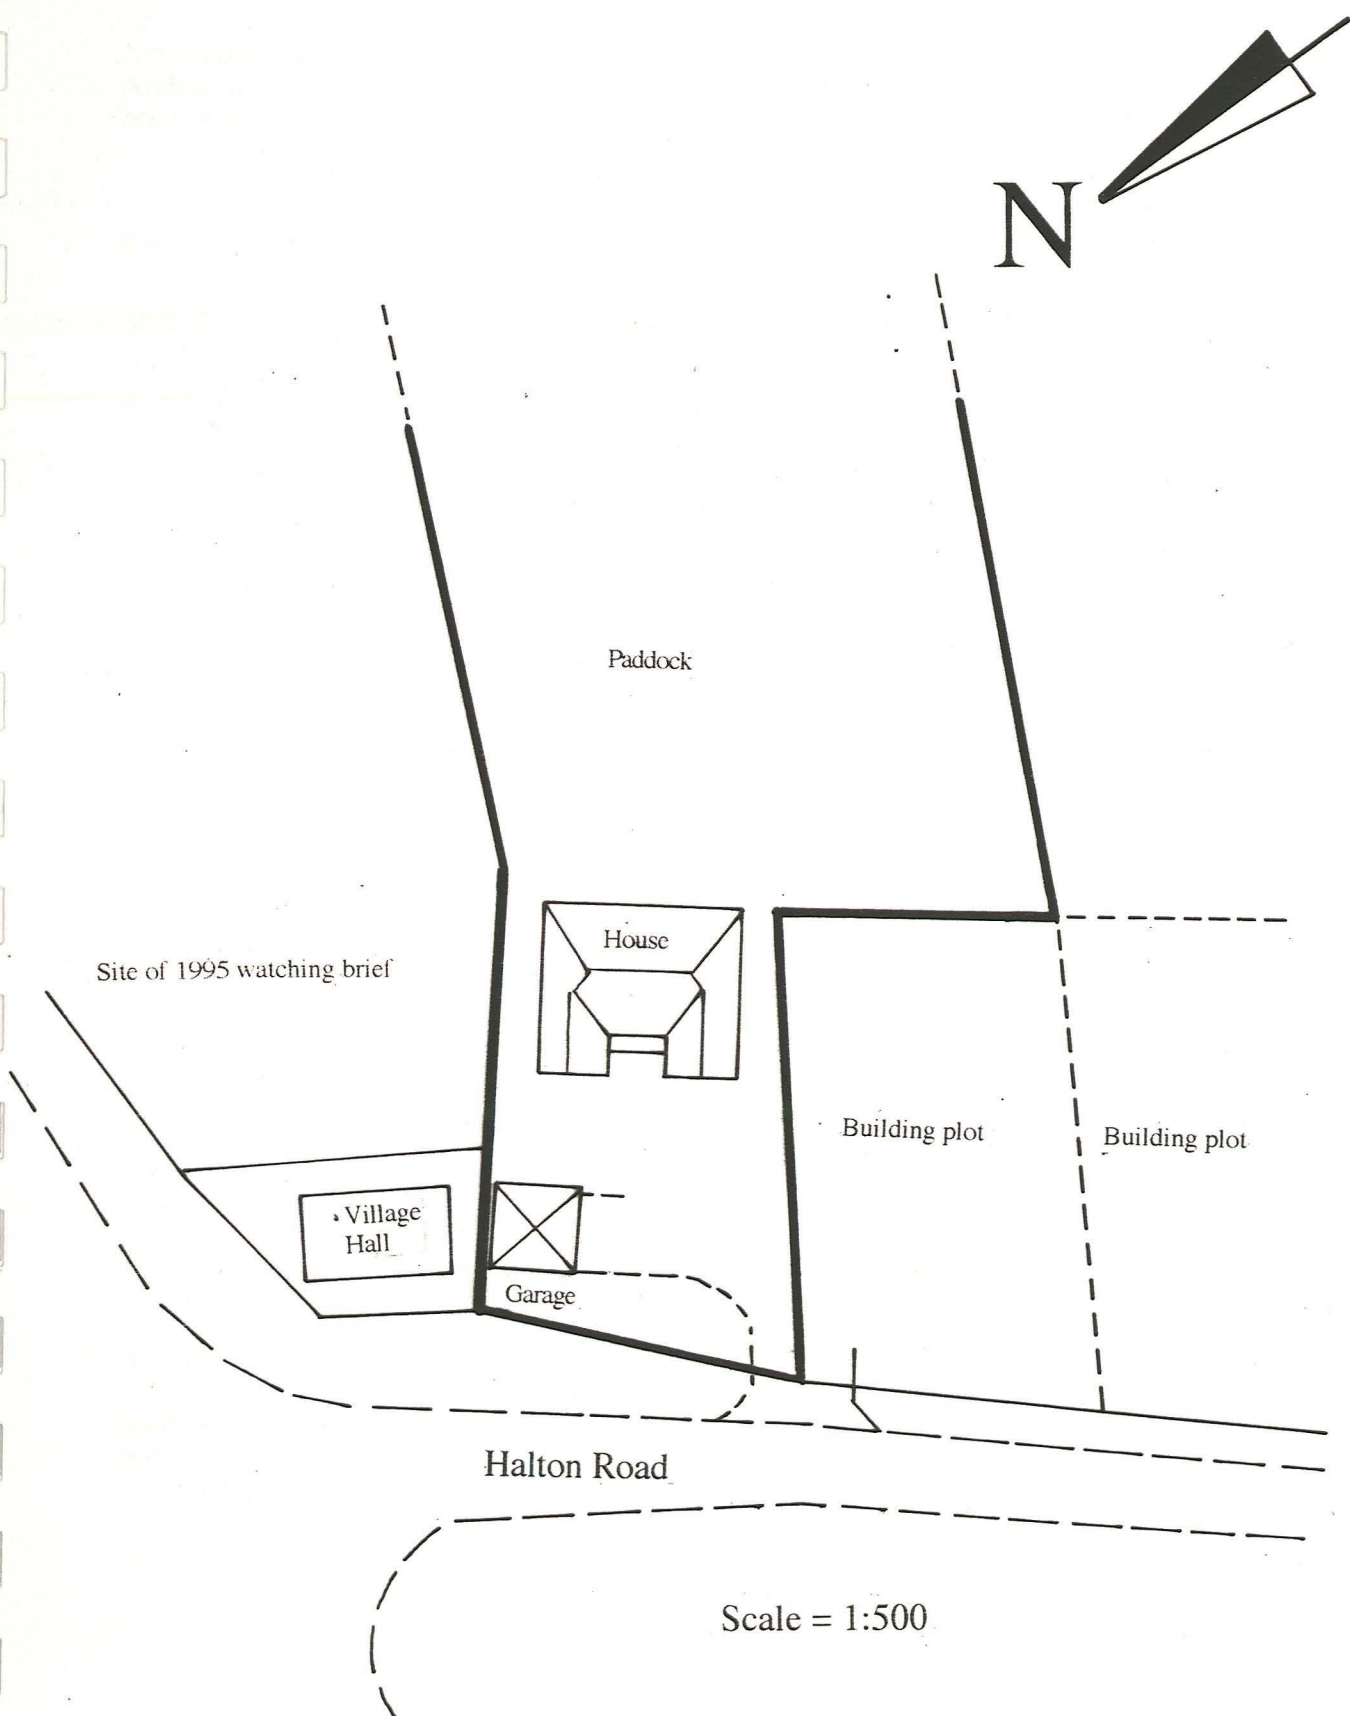 N
Paddock
House
Site of 1995 watching brief
Building plot
Building plot
Village
Hall
Garage
Halton Road
Scale = 1:500